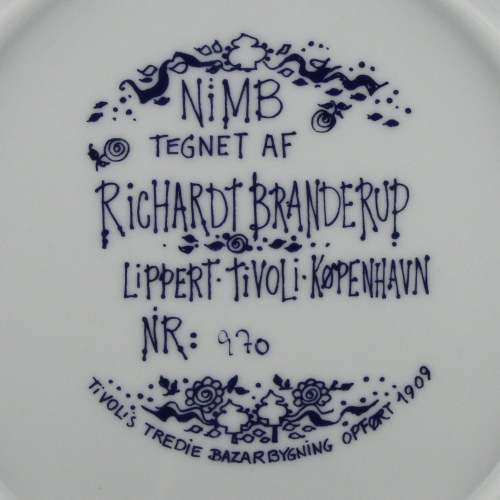 NIMB
TEGNET AF
RICHARDT BRANDERUP
LIPPERT · TIVOLI · KØPENHAVN
NR: 970
TIVOLI'S TREDIE BAZARBYGNING OPFØRT 1909